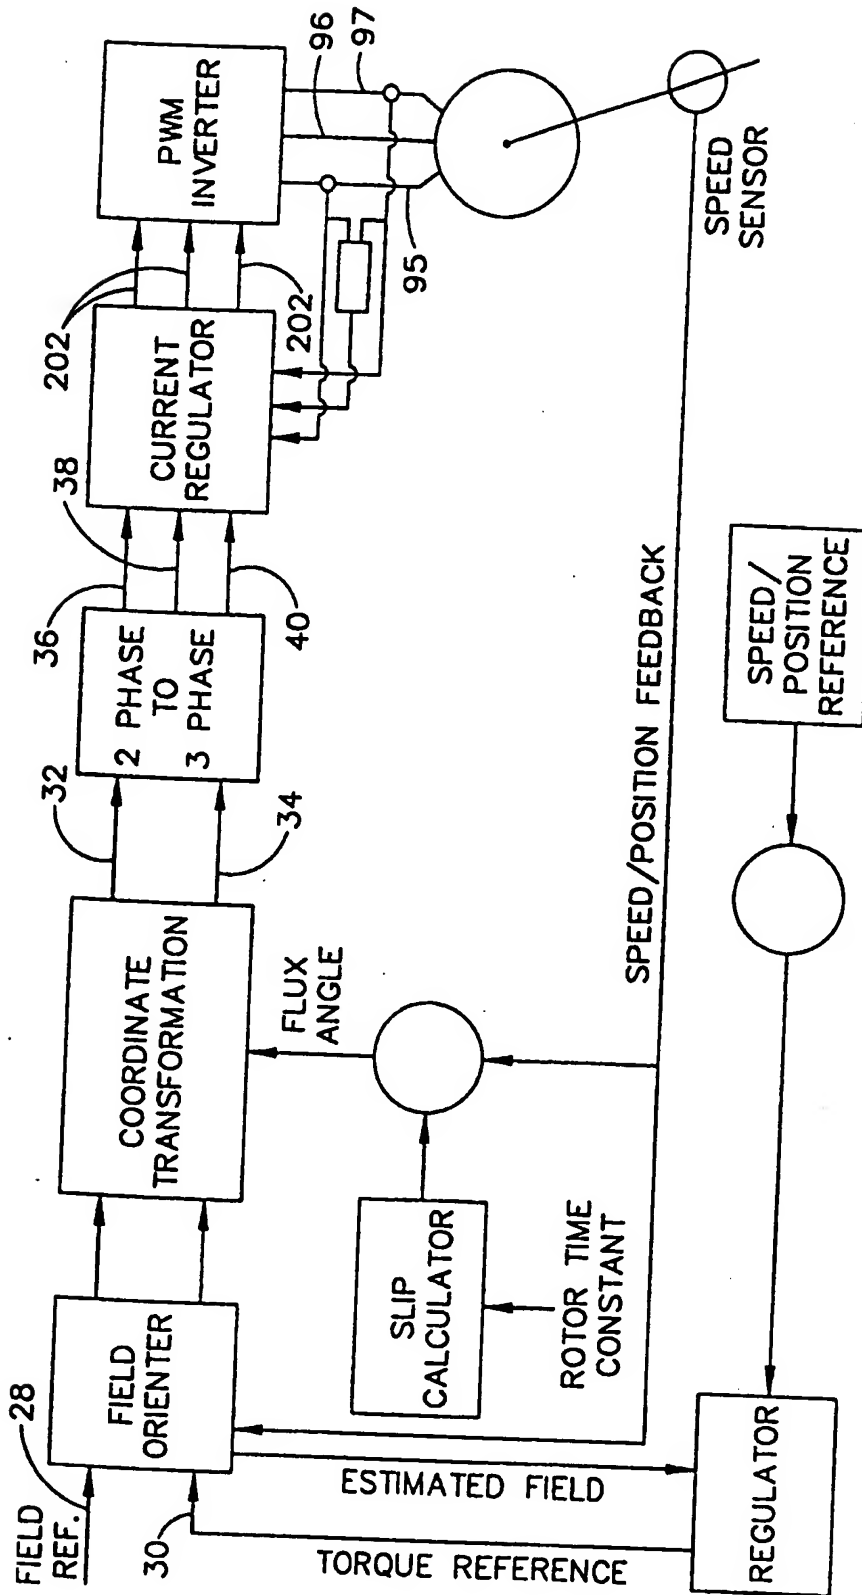 FIELD
REF.
28
30
FIELD
ORIENTER
COORDINATE
TRANSFORMATION
32
34
2 PHASE
TO
3 PHASE
36
38
40
CURRENT
REGULATOR
202
202
PWM
INVERTER
96
97
95
SPEED
SENSOR
FLUX
ANGLE
SLIP
CALCULATOR
ROTOR TIME
CONSTANT
SPEED/POSITION FEEDBACK
ESTIMATED FIELD
TORQUE REFERENCE
REGULATOR
SPEED/
POSITION
REFERENCE